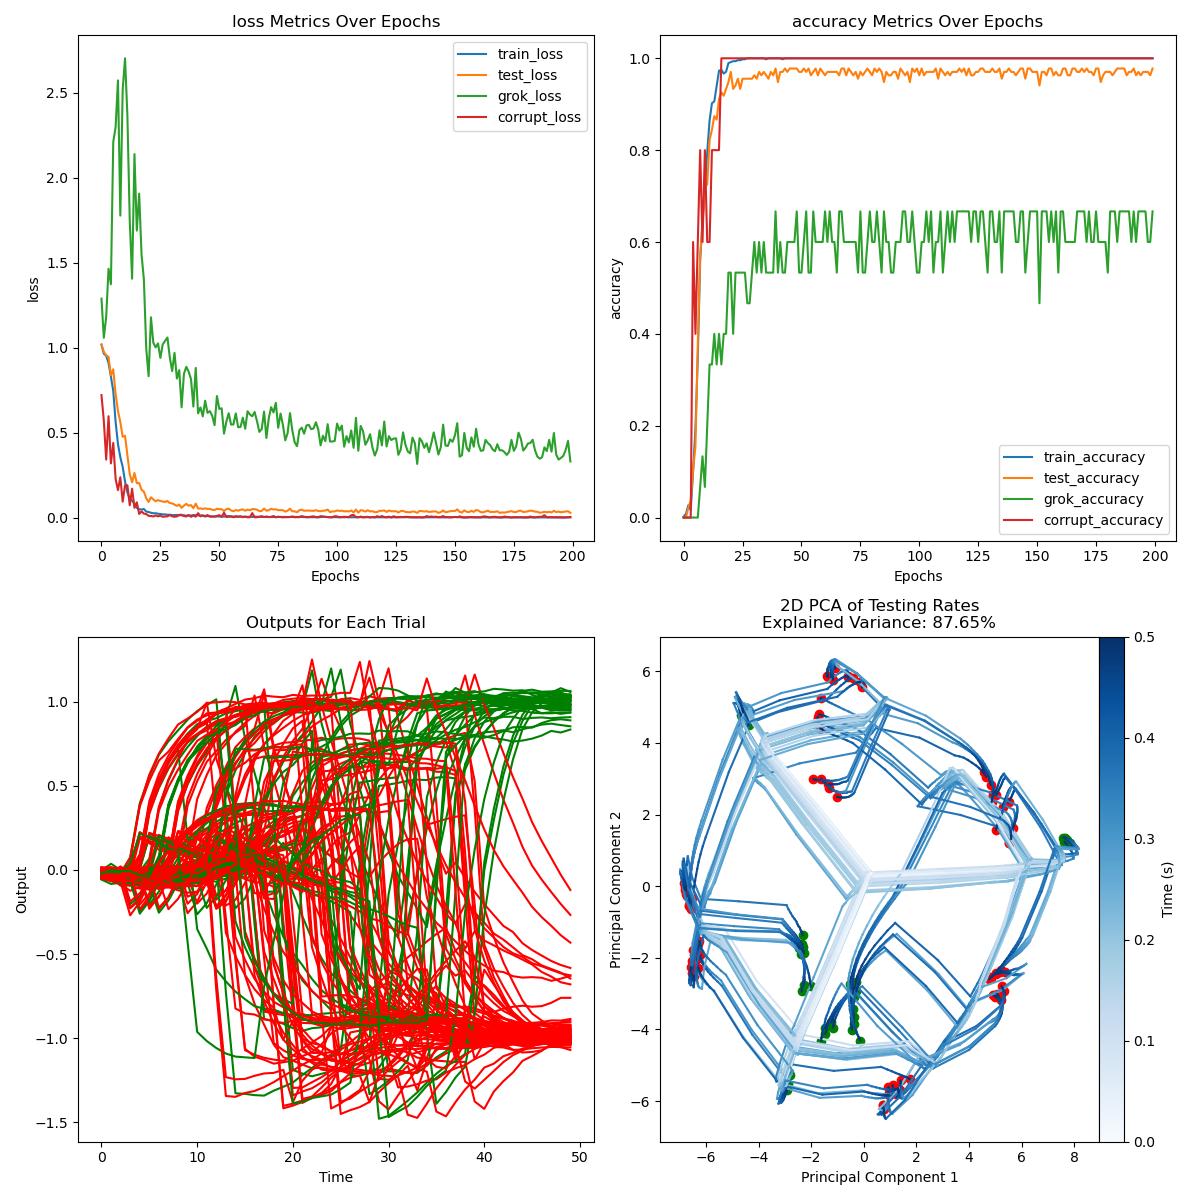 loss Metrics Over Epochs
loss
2.5
2.0
1.5
1.0
0.5
0.0
0 25 50 75 100 125 150 175 200
Epochs
train_loss
test_loss
grok_loss
corrupt_loss
accuracy Metrics Over Epochs
accuracy
1.0
0.8
0.6
0.4
0.2
0.0
0 25 50 75 100 125 150 175 200
Epochs
train_accuracy
test_accuracy
grok_accuracy
corrupt_accuracy
Outputs for Each Trial
Output
1.0
0.5
0.0
−0.5
−1.0
−1.5
0 10 20 30 40 50
Time
2D PCA of Testing Rates
Explained Variance: 87.65%
Principal Component 2
6
4
2
0
−2
−4
−6
−6 −4 −2 0 2 4 6 8
Principal Component 1
0.5
0.4
0.3
0.2
0.1
0.0
Time (s)